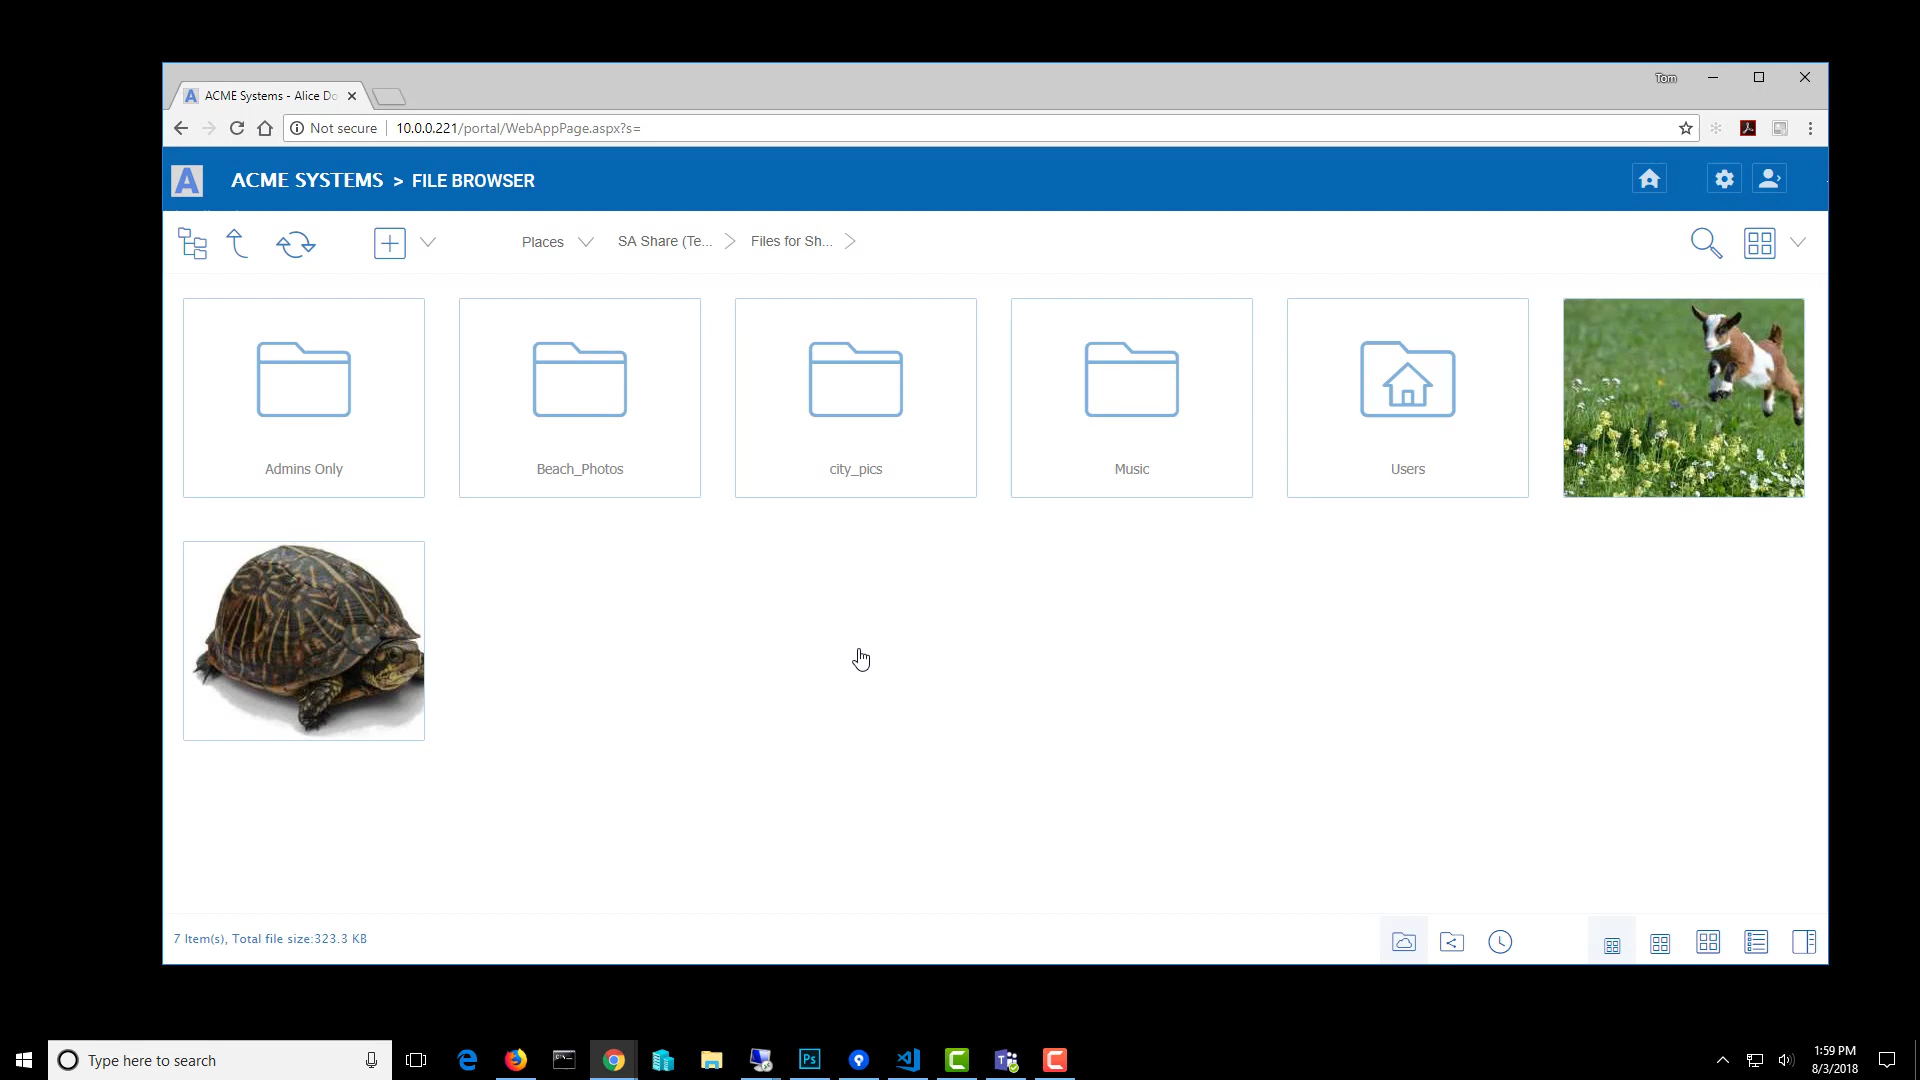 Tom
A ACME Systems - Alice Do
Not secure 10.0.0.221/portal/WebAppPage.aspx?s=
A ACME SYSTEMS > FILE BROWSER
Places SA Share (Te... Files for Sh...
Admins Only Beach_Photos city_pics Music Users
7 Item(s), Total file size:323.3 KB
Type here to search
Ps
1:59 PM
8/3/2018